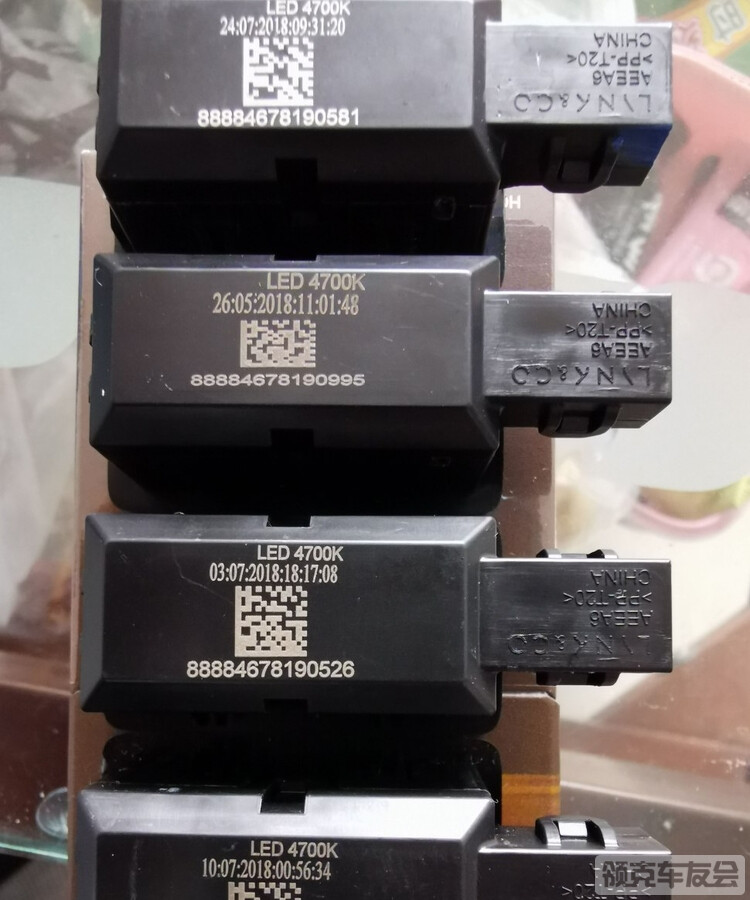 LED 4700K
24:07:2018:09:31:20
88884678190581
CHINA
>PP-T20<
AEEA6
LYNK&CO
LED 4700K
26:05:2018:11:01:48
88884678190995
CHINA
>PP-T20<
AEEA6
LYNK&CO
LED 4700K
03:07:2018:18:17:08
88884678190526
CHINA
>PP-T20<
AEEA6
LYNK&CO
LED 4700K
10:07:2018:00:56:34
领克车友会